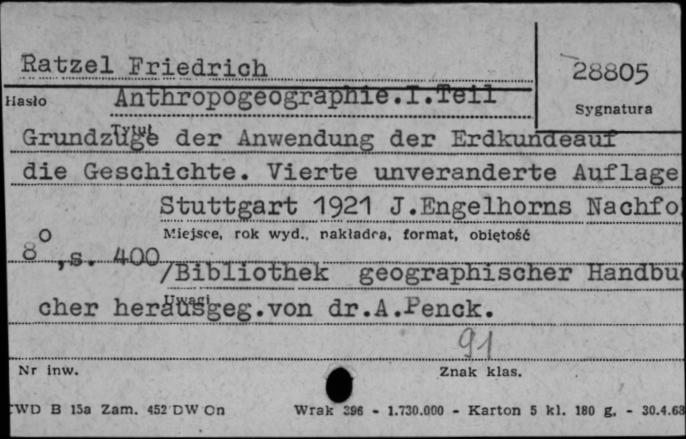 Ratzel Friedrich
28805
Hasło
Anthropogeographie.I.Teil
Sygnatura
Tytuł
Grundzüge der Anwendung der Erdkundeauf
die Geschichte. Vierte unveranderte Auflage
Stuttgart 1921 J.Engelhorns Nachfo
Miejsce, rok wyd., nakładca, format, objętość
8°, s. 400
/Bibliothek geographischer Handbu
Uwagi
cher herausgeg.von dr.A.Penck.
91
Nr inw.
Znak klas.
WD B 15a Zam. 452 DW On
Wrak 396 - 1.730.000 - Karton 5 kl. 180 g. - 30.4.68